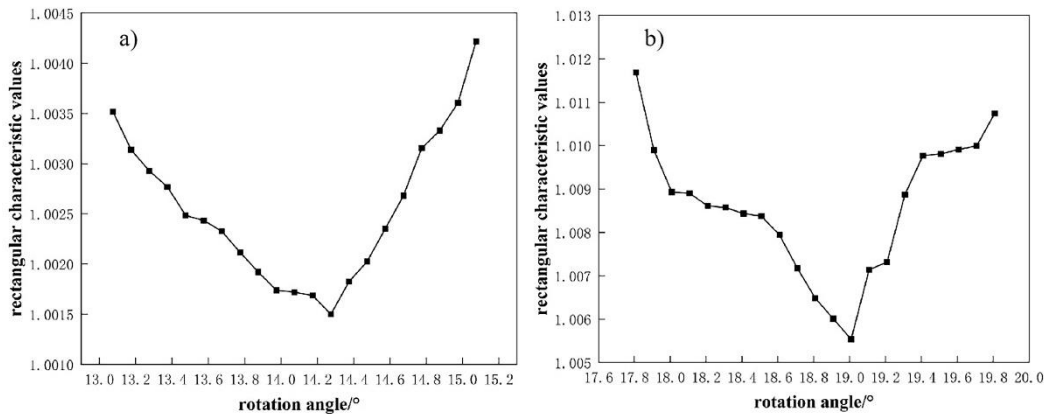 a)
1.0045
1.0040
1.0035
1.0030
1.0025
1.0020
1.0015
1.0010
rectangular characteristic values
13.0 13.2 13.4 13.6 13.8 14.0 14.2 14.4 14.6 14.8 15.0 15.2
rotation angle/°
b)
1.013
1.012
1.011
1.010
1.009
1.008
1.007
1.006
1.005
rectangular characteristic values
17.6 17.8 18.0 18.2 18.4 18.6 18.8 19.0 19.2 19.4 19.6 19.8 20.0
rotation angle/°